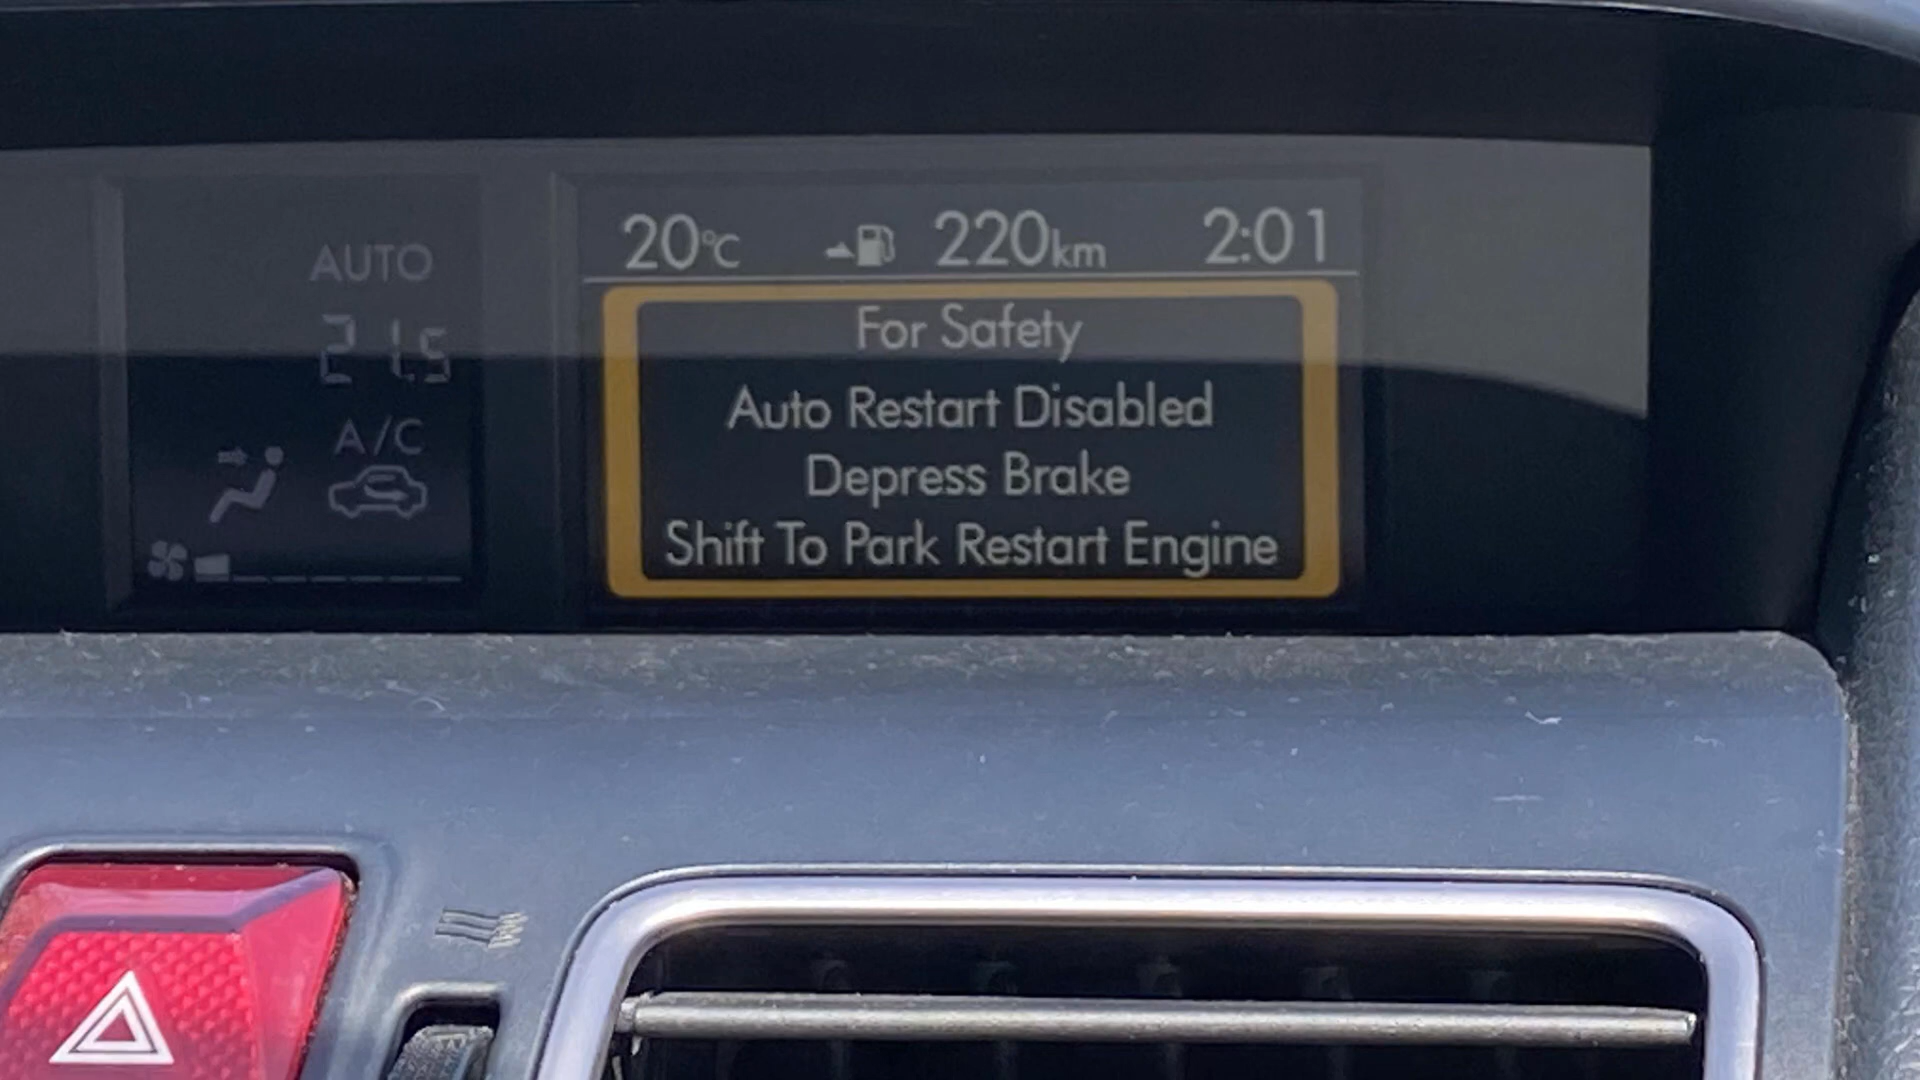 AUTO
21.5
A/C
20°C 220km 2:01
For Safety
Auto Restart Disabled
Depress Brake
Shift To Park Restart Engine